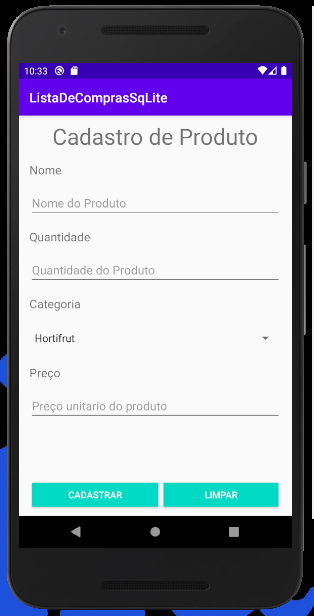 10:33
ListaDeComprasSqLite
Cadastro de Produto
Nome
Nome do Produto
Quantidade
Quantidade do Produto
Categoria
Hortifrut
Preço
Preço unitario do produto
CADASTRAR LIMPAR